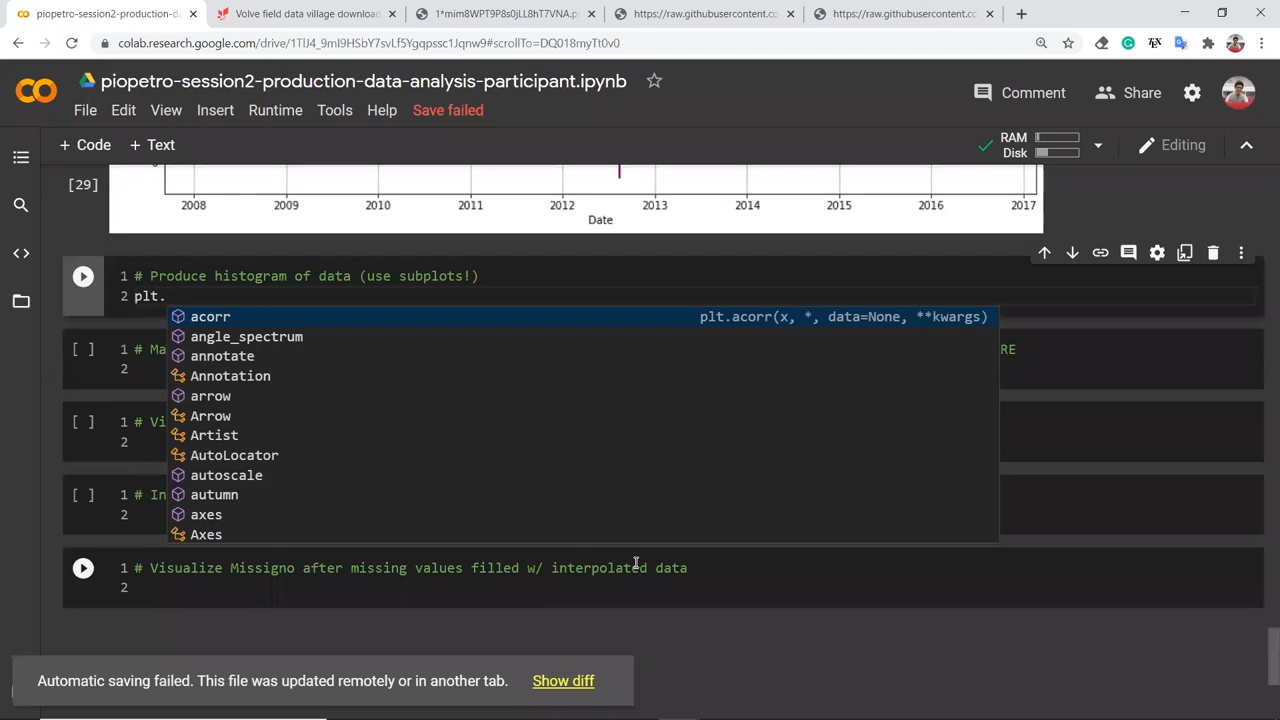 piopetro-session2-production-da
Volve field data village download
1*mim8WPT9P8s0jLL8hT7VNA.p
https://raw.githubusercontent.co
https://raw.githubusercontent.cc
colab.research.google.com/drive/1TlJ4_9mI9HSbY7svLf5Ygqpssc1Jqnw9#scrollTo=DQ018myTt0v0
piopetro-session2-production-data-analysis-participant.ipynb
File Edit View Insert Runtime Tools Help Save failed
Comment Share
+ Code + Text
RAM
Disk
Editing
[29]
2008 2009 2010 2011 2012 2013 2014 2015 2016 2017
Date
1 # Produce histogram of data (use subplots!)
2 plt.
acorr plt.acorr(x, *, data=None, **kwargs)
angle_spectrum
annotate
Annotation
arrow
Arrow
Artist
AutoLocator
autoscale
autumn
axes
Axes
[ ] 1 # Ma RE
2
[ ] 1 # Vi
2
[ ] 1 # In
2
1 # Visualize Missigno after missing values filled w/ interpolated data
2
Automatic saving failed. This file was updated remotely or in another tab. Show diff